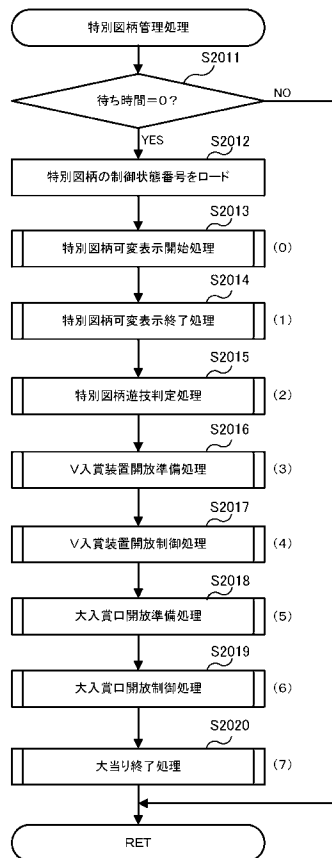 特別図柄管理処理
S2011
待ち時間=0?
NO
YES
S2012
特別図柄の制御状態番号をロード
S2013
特別図柄可変表示開始処理
(0)
S2014
特別図柄可変表示終了処理
(1)
S2015
特別図柄遊技判定処理
(2)
S2016
V入賞装置開放準備処理
(3)
S2017
V入賞装置開放制御処理
(4)
S2018
大入賞口開放準備処理
(5)
S2019
大入賞口開放制御処理
(6)
S2020
大当り終了処理
(7)
RET